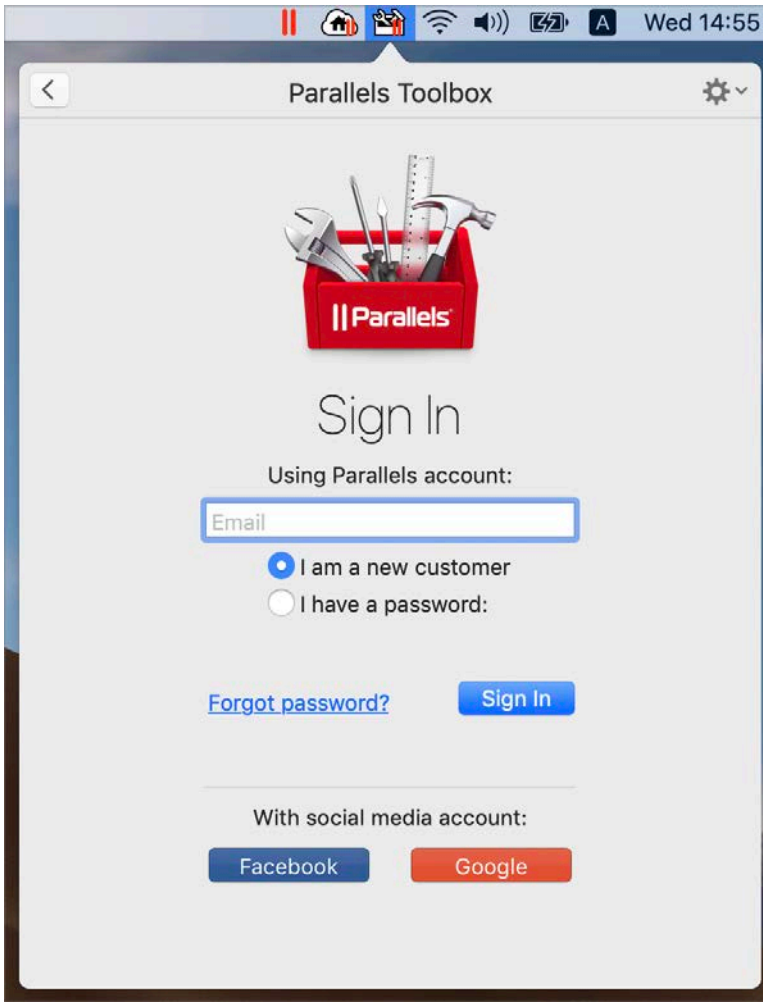 A Wed 14:55
Parallels Toolbox
||Parallels®
Sign In
Using Parallels account:
Email
I am a new customer
I have a password:
Forgot password? Sign In
With social media account:
Facebook Google